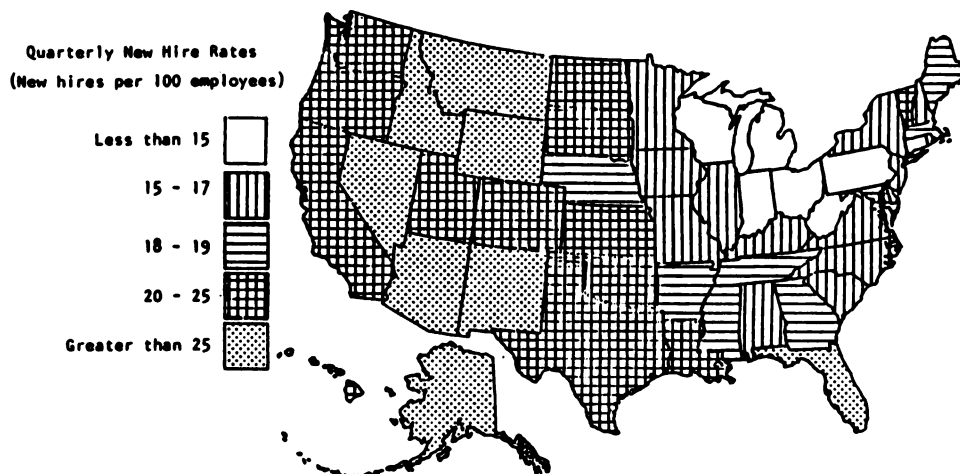 Quarterly New Hire Rates
(New hires per 100 employees)
Less than 15
15 - 17
18 - 19
20 - 25
Greater than 25